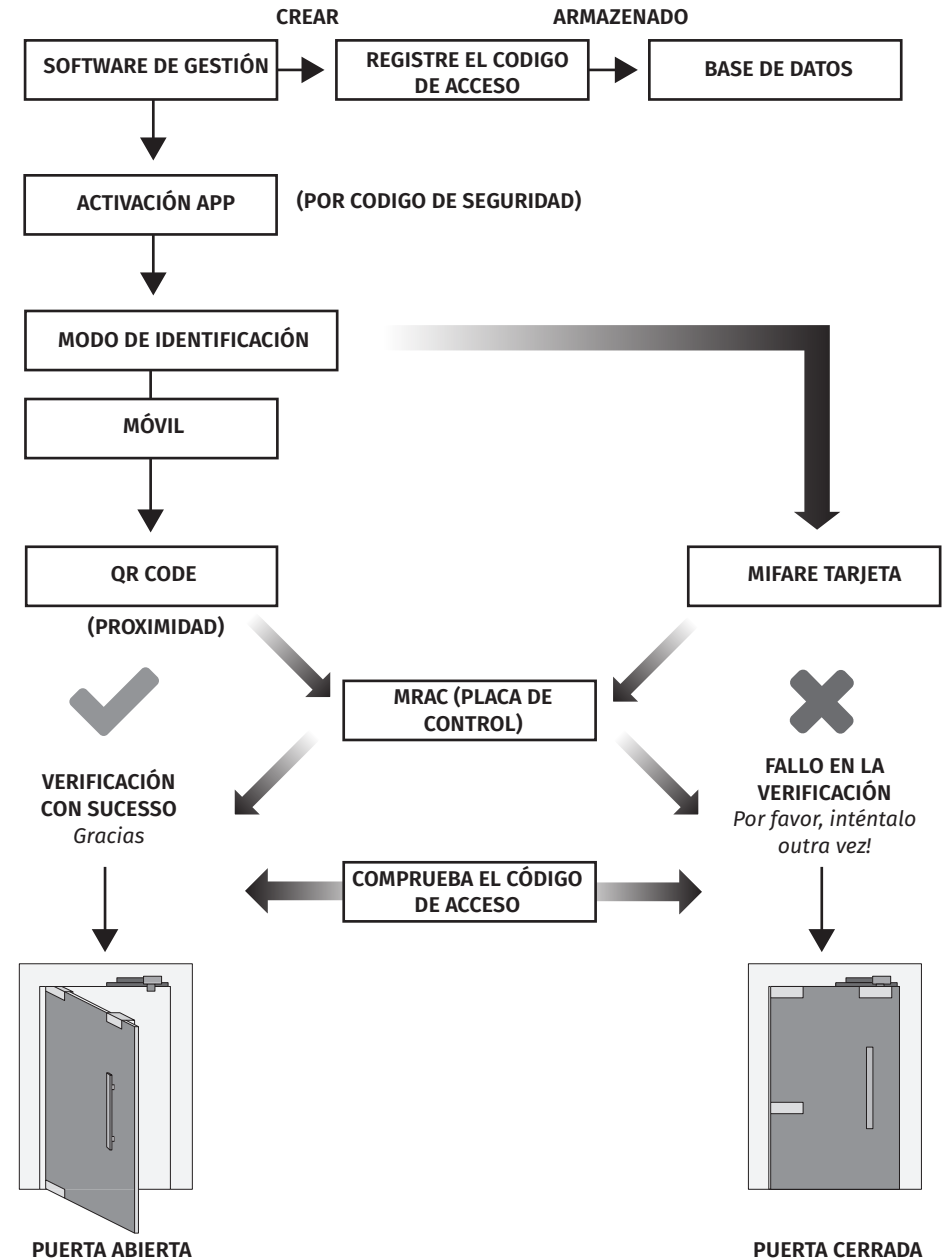 CREAR
ARMAZENADO
SOFTWARE DE GESTIÓN
REGISTRE EL CODIGO
DE ACCESO
BASE DE DATOS
ACTIVACIÓN APP
(POR CODIGO DE SEGURIDAD)
MODO DE IDENTIFICACIÓN
MÓVIL
QR CODE
MIFARE TARJETA
(PROXIMIDAD)
MRAC (PLACA DE
CONTROL)
VERIFICACIÓN
CON SUCESSO
Gracias
FALLO EN LA
VERIFICACIÓN
Por favor, inténtalo
outra vez!
COMPRUEBA EL CÓDIGO
DE ACCESO
PUERTA ABIERTA
PUERTA CERRADA